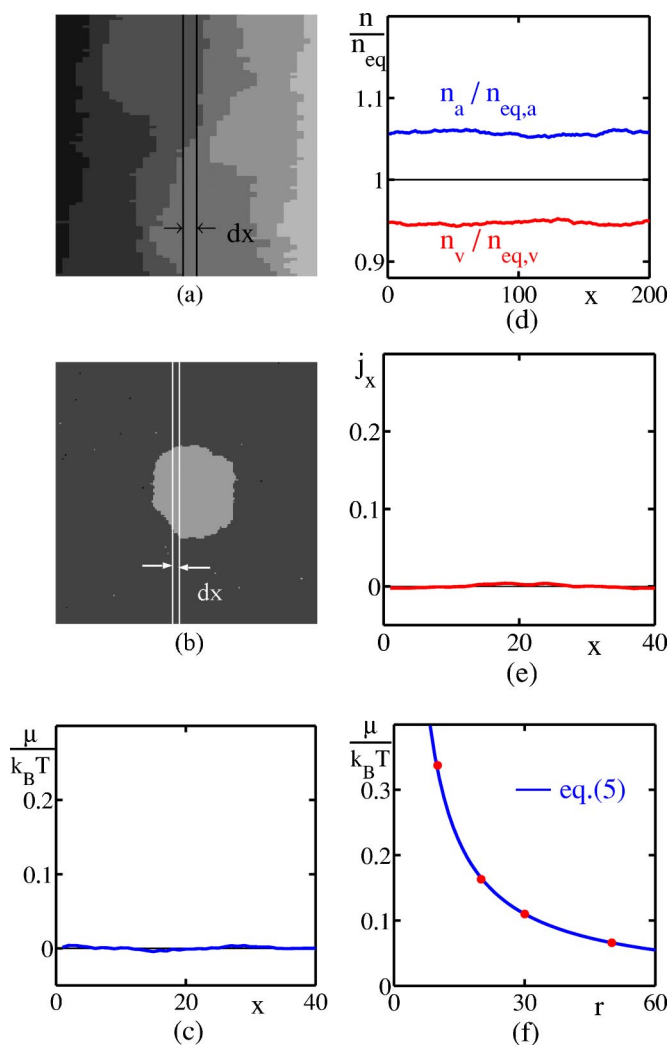 dx
(a)
n
n_eq
1.1
1
0.9
n_a / n_eq,a
n_v / n_eq,v
0 100 x 200
(d)
dx
(b)
j_x
0.2
0.1
0
0 20 x 40
(e)
μ
k_B T
0.2
0.1
0
0 20 x 40
(c)
μ
k_B T
0.3
0.2
0.1
0
eq.(5)
0 30 r 60
(f)